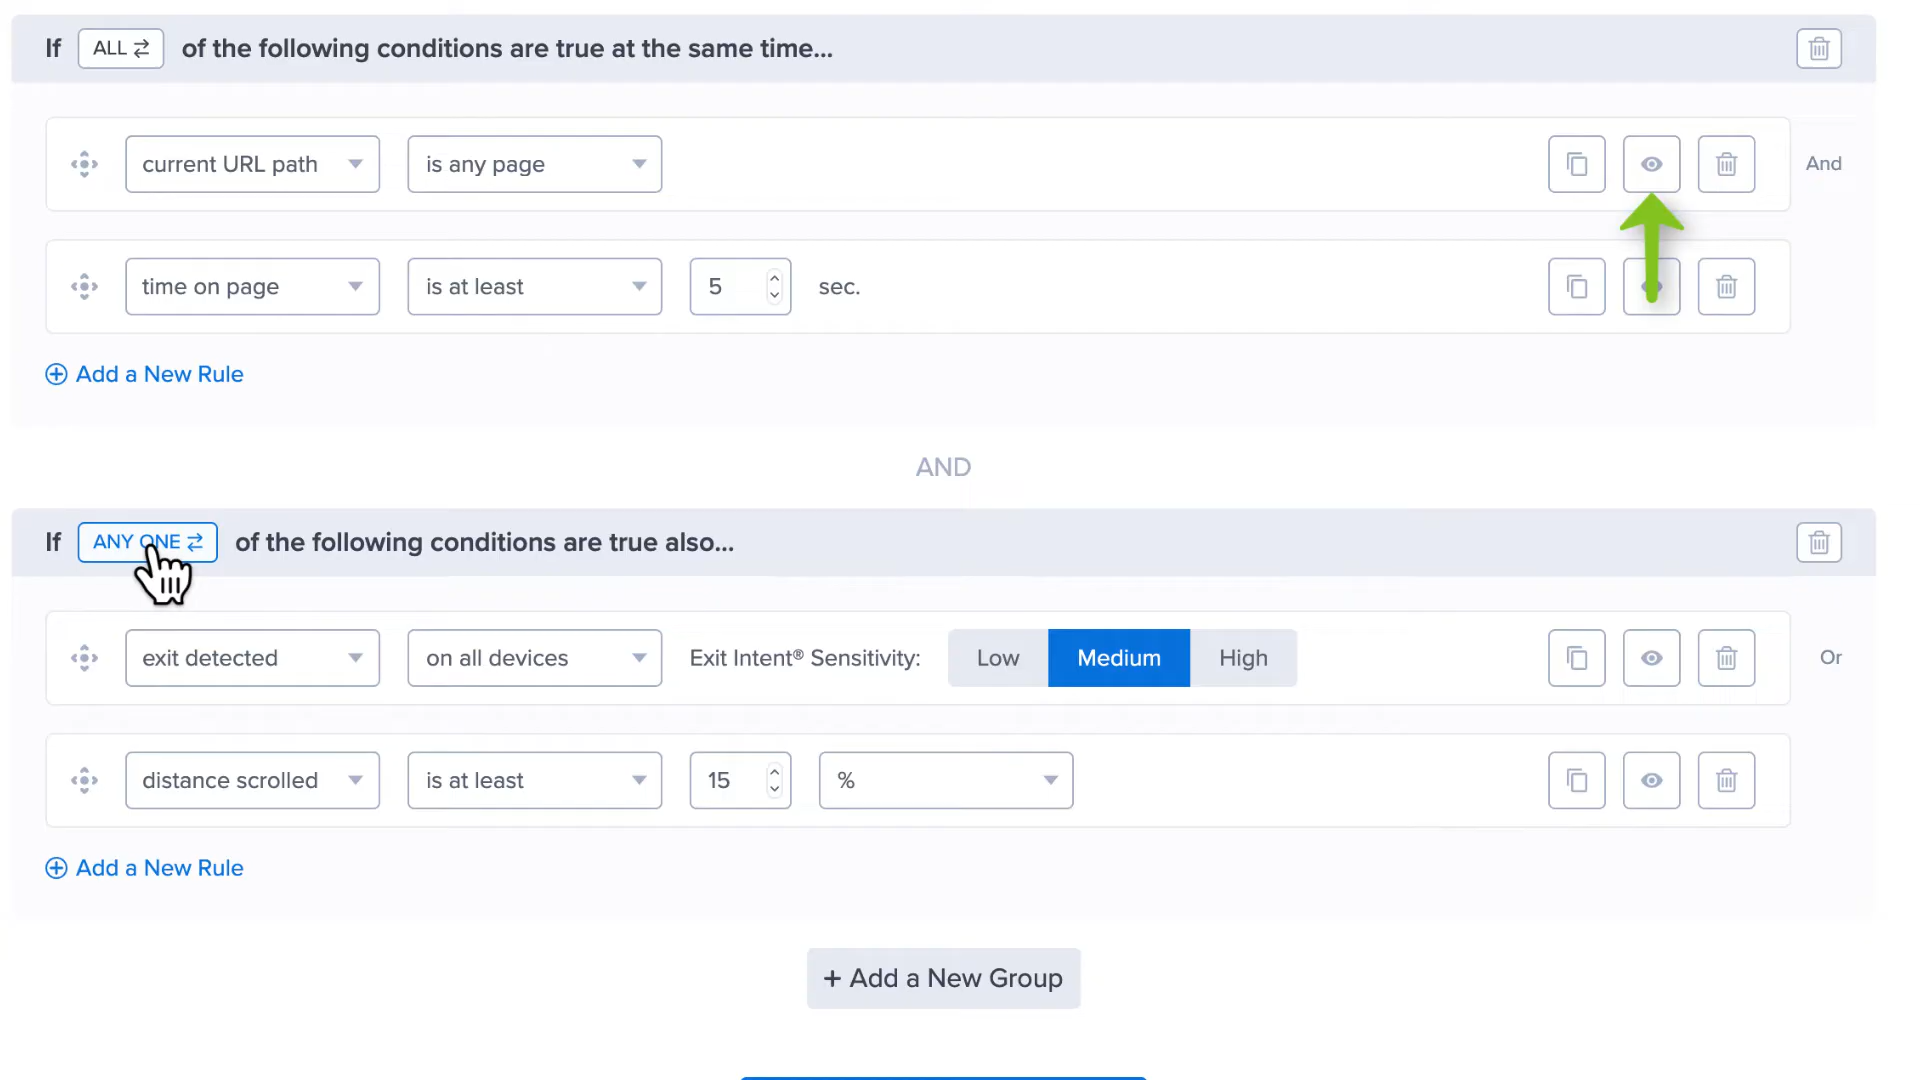 If ALL of the following conditions are true at the same time...
current URL path is any page And
time on page is at least 5 sec.
Add a New Rule
AND
If ANY ONE of the following conditions are true also...
exit detected on all devices Exit Intent® Sensitivity: Low Medium High Or
distance scrolled is at least 15 %
Add a New Rule
+ Add a New Group